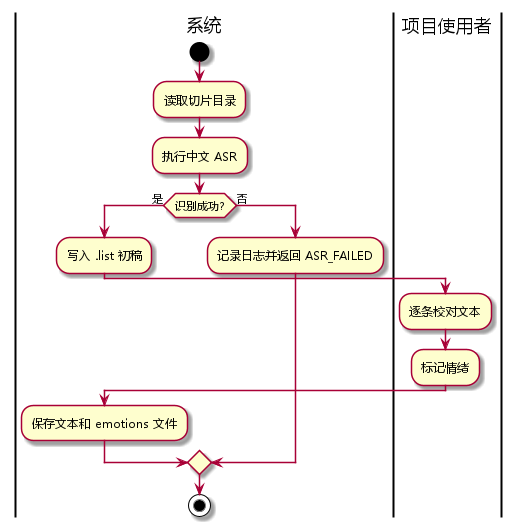 系统
项目使用者
读取切片目录
执行中文 ASR
识别成功?
是
否
写入 .list 初稿
记录日志并返回 ASR_FAILED
逐条校对文本
标记情绪
保存文本和 emotions 文件